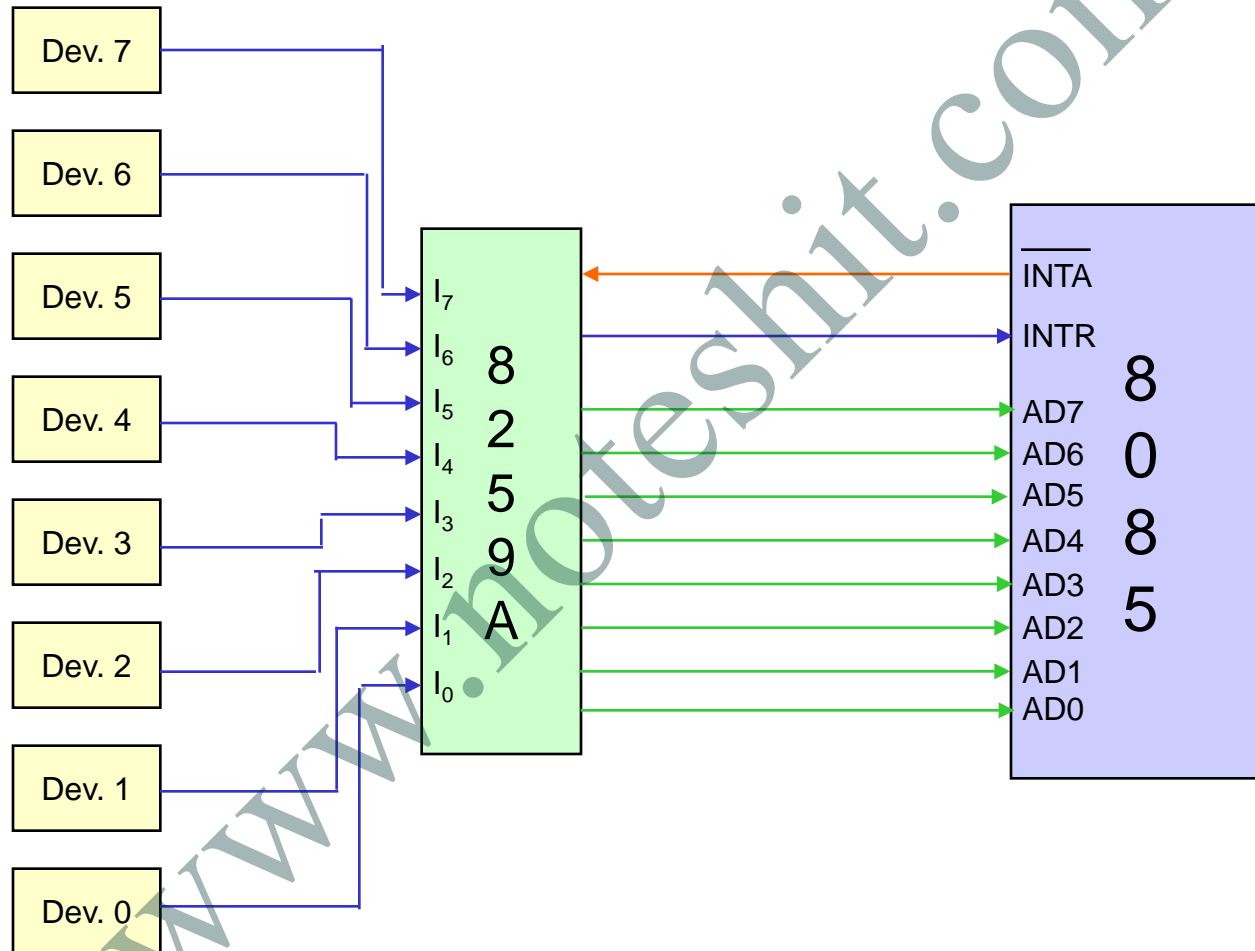 Dev. 7
Dev. 6
Dev. 5
Dev. 4
Dev. 3
Dev. 2
Dev. 1
Dev. 0
I7
I6
I5
I4
I3
I2
I1
I0
8
2
5
9
A
INTA
INTR
AD7
AD6
AD5
AD4
AD3
AD2
AD1
AD0
8
0
8
5
www.noteshit.com